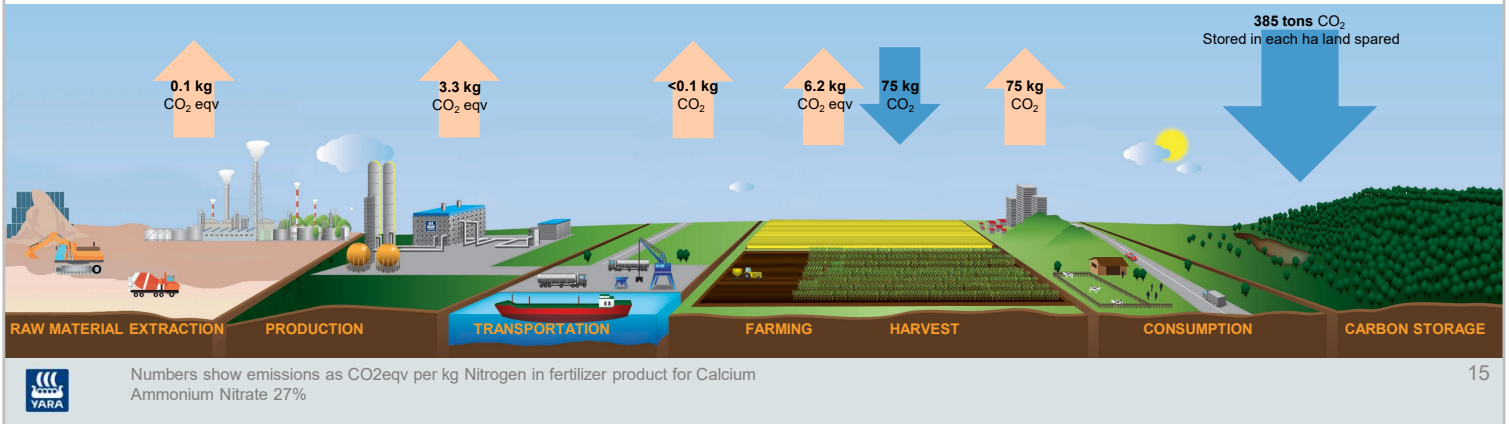 385 tons CO₂
Stored in each ha land spared
0.1 kg
CO₂ eqv
3.3 kg
CO₂ eqv
<0.1 kg
CO₂
6.2 kg
CO₂ eqv
75 kg
CO₂
75 kg
CO₂
RAW MATERIAL EXTRACTION
PRODUCTION
TRANSPORTATION
FARMING
HARVEST
CONSUMPTION
CARBON STORAGE
YARA
Numbers show emissions as CO2eqv per kg Nitrogen in fertilizer product for Calcium
Ammonium Nitrate 27%
15